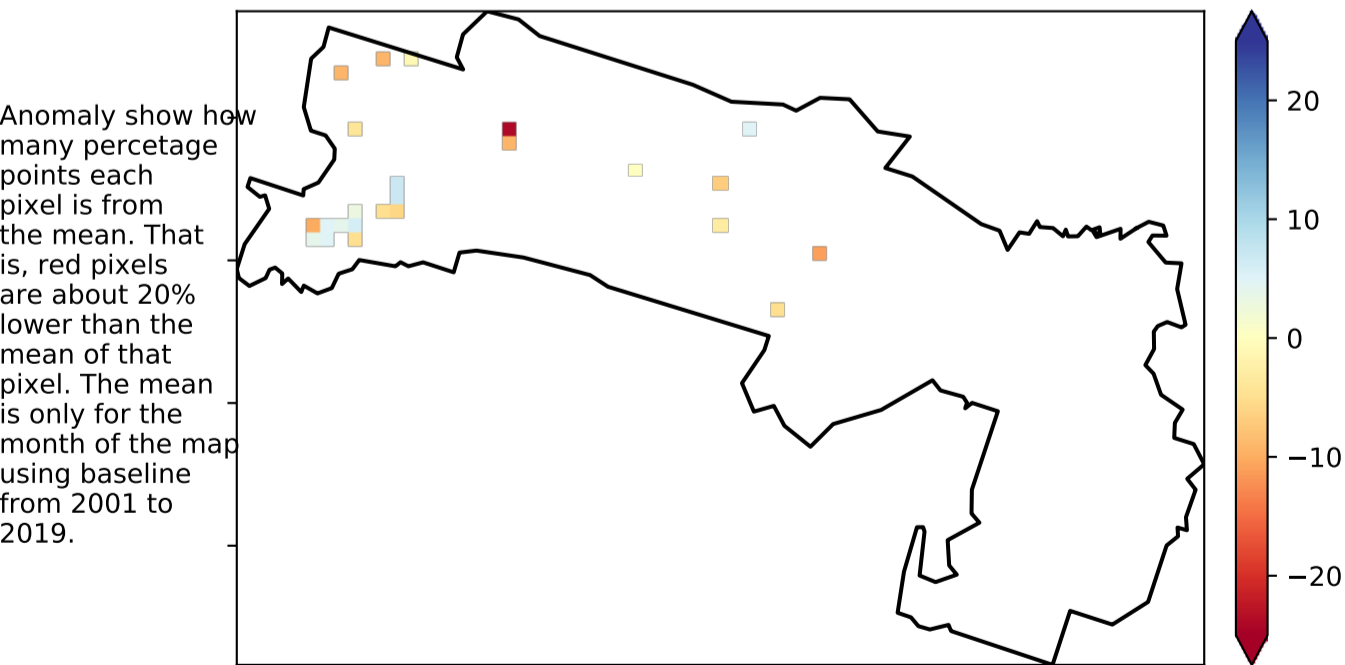 Anomaly show how
many percetage
points each
pixel is from
the mean. That
is, red pixels
are about 20%
lower than the
mean of that
pixel. The mean
is only for the
month of the map
using baseline
from 2001 to
2019.
20
10
0
−10
−20